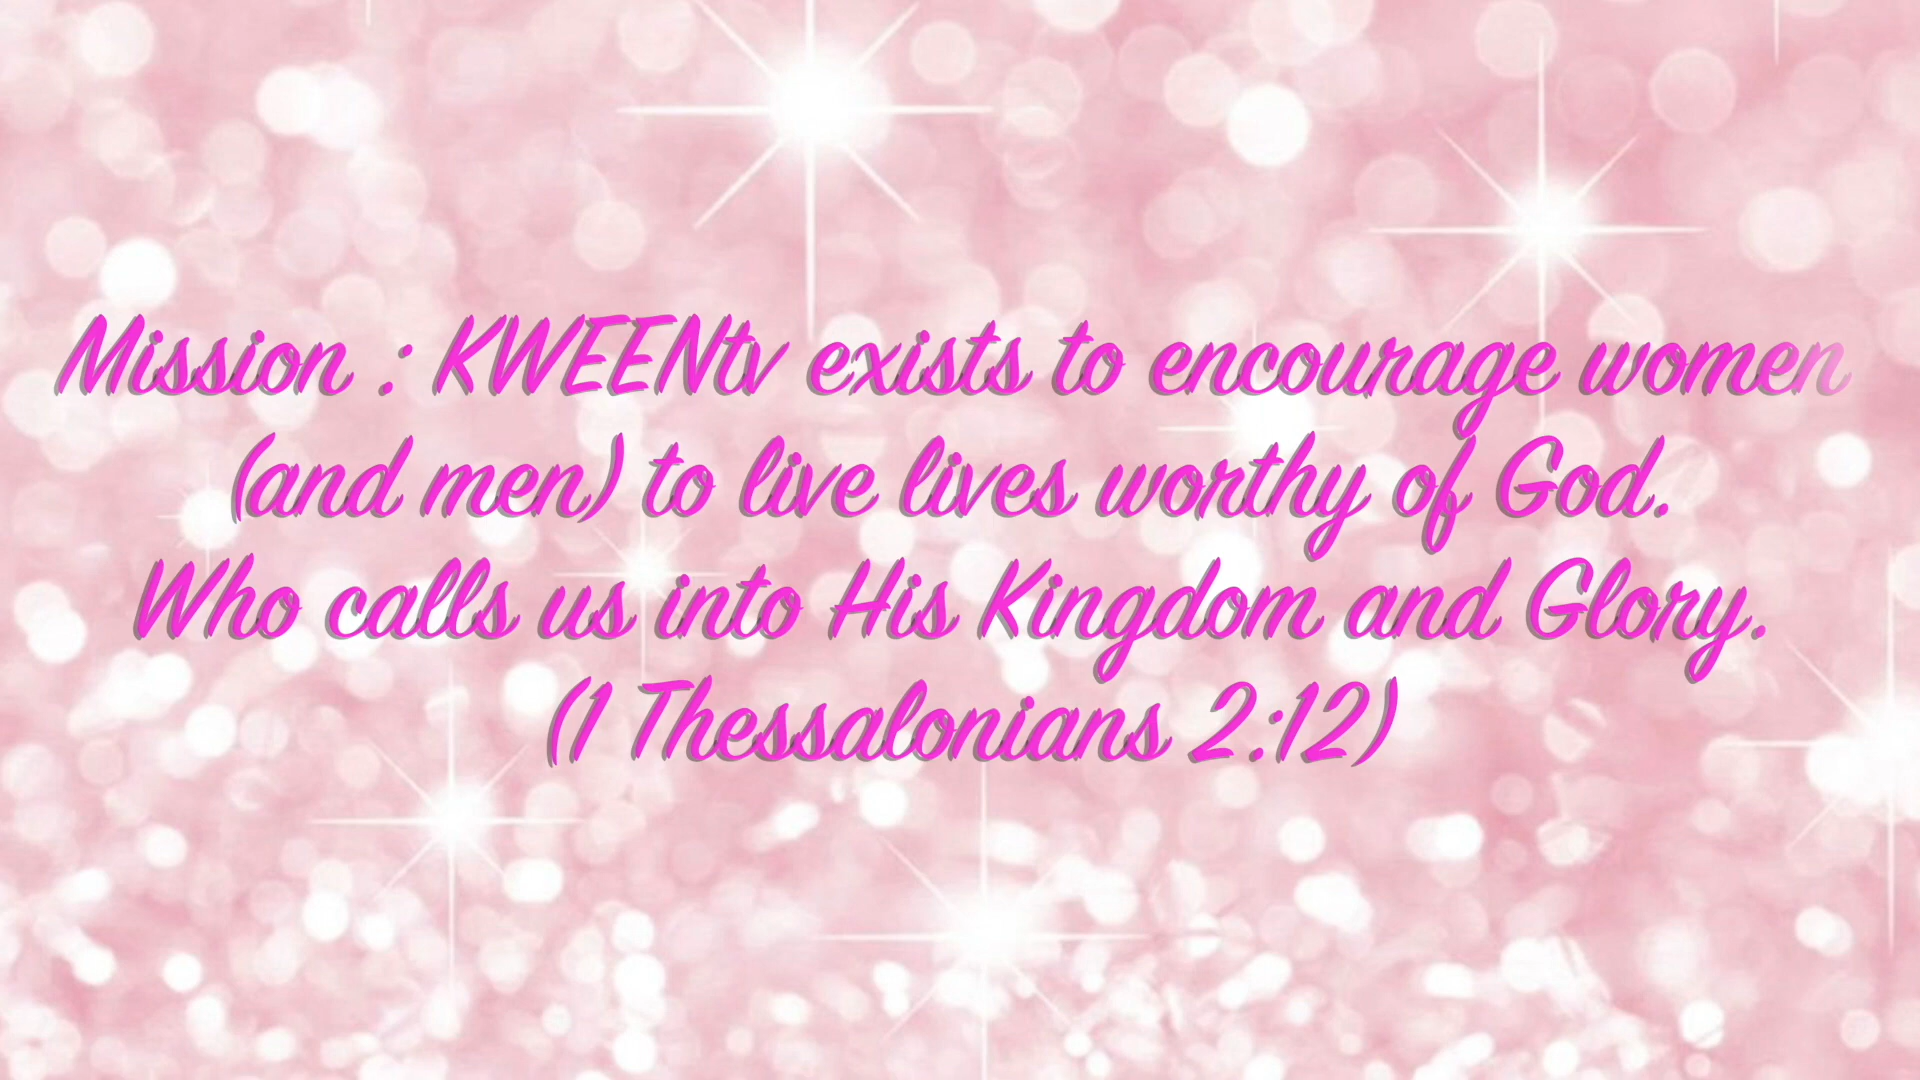 Mission : KWEENtv exists to encourage women
(and men) to live lives worthy of God.
Who calls us into His Kingdom and Glory.
(1 Thessalonians 2:12)